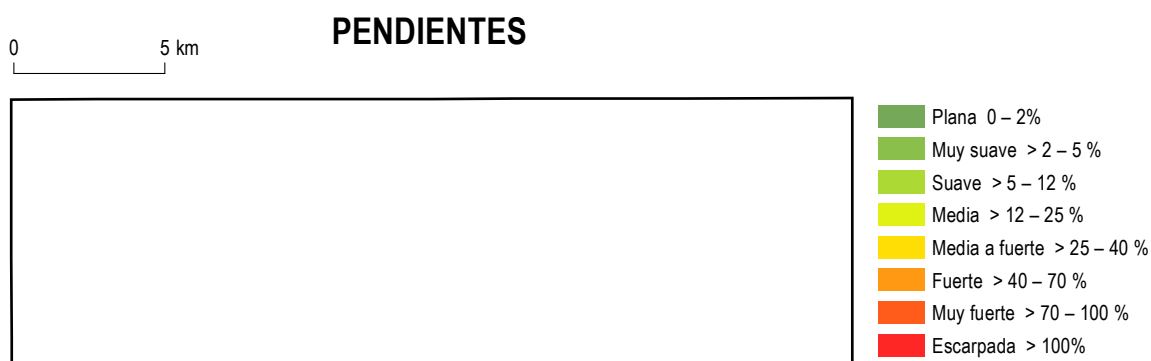 PENDIENTES
0 5 km
Plana 0 – 2%
Muy suave > 2 – 5 %
Suave > 5 – 12 %
Media > 12 – 25 %
Media a fuerte > 25 – 40 %
Fuerte > 40 – 70 %
Muy fuerte > 70 – 100 %
Escarpada > 100%